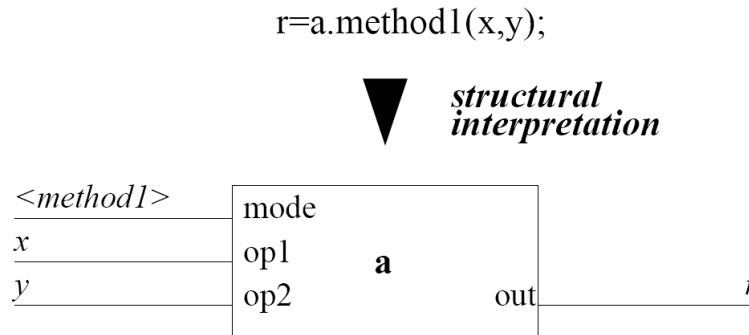 r=a.method1(x,y);
structural
interpretation
<method1>
mode
x
op1
a
y
op2
out